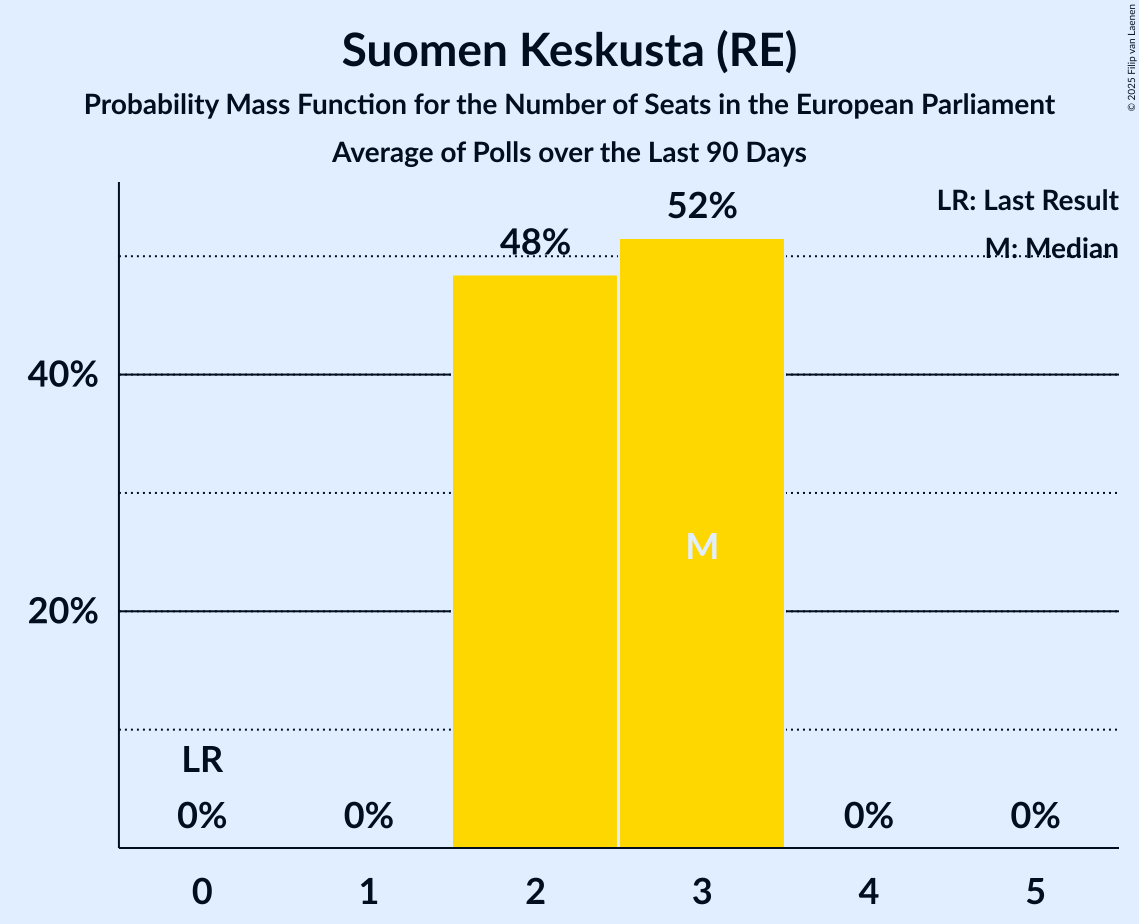 Suomen Keskusta (RE)
Probability Mass Function for the Number of Seats in the European Parliament
Average of Polls over the Last 90 Days
© 2025 Filip van Laenen
LR: Last Result
M: Median
52%
48%
40%
20%
M
LR
0%
0%
0%
0%
0
1
2
3
4
5